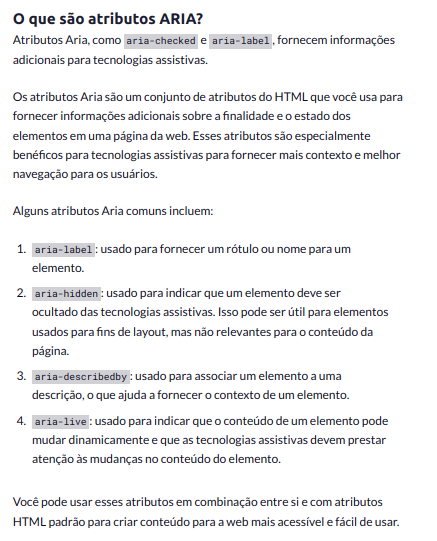 O que são atributos ARIA?
Atributos Aria, como aria-checked e aria-label, fornecem informações
adicionais para tecnologias assistivas.
Os atributos Aria são um conjunto de atributos do HTML que você usa para
fornecer informações adicionais sobre a finalidade e o estado dos
elementos em uma página da web. Esses atributos são especialmente
benéficos para tecnologias assistivas para fornecer mais contexto e melhor
navegação para os usuários.
Alguns atributos Aria comuns incluem:
1. aria-label: usado para fornecer um rótulo ou nome para um
elemento.
2. aria-hidden: usado para indicar que um elemento deve ser
ocultado das tecnologias assistivas. Isso pode ser útil para elementos
usados para fins de layout, mas não relevantes para o conteúdo da
página.
3. aria-describedby: usado para associar um elemento a uma
descrição, o que ajuda a fornecer o contexto de um elemento.
4. aria-live: usado para indicar que o conteúdo de um elemento pode
mudar dinamicamente e que as tecnologias assistivas devem prestar
atenção às mudanças no conteúdo do elemento.
Você pode usar esses atributos em combinação entre si e com atributos
HTML padrão para criar conteúdo para a web mais acessível e fácil de usar.